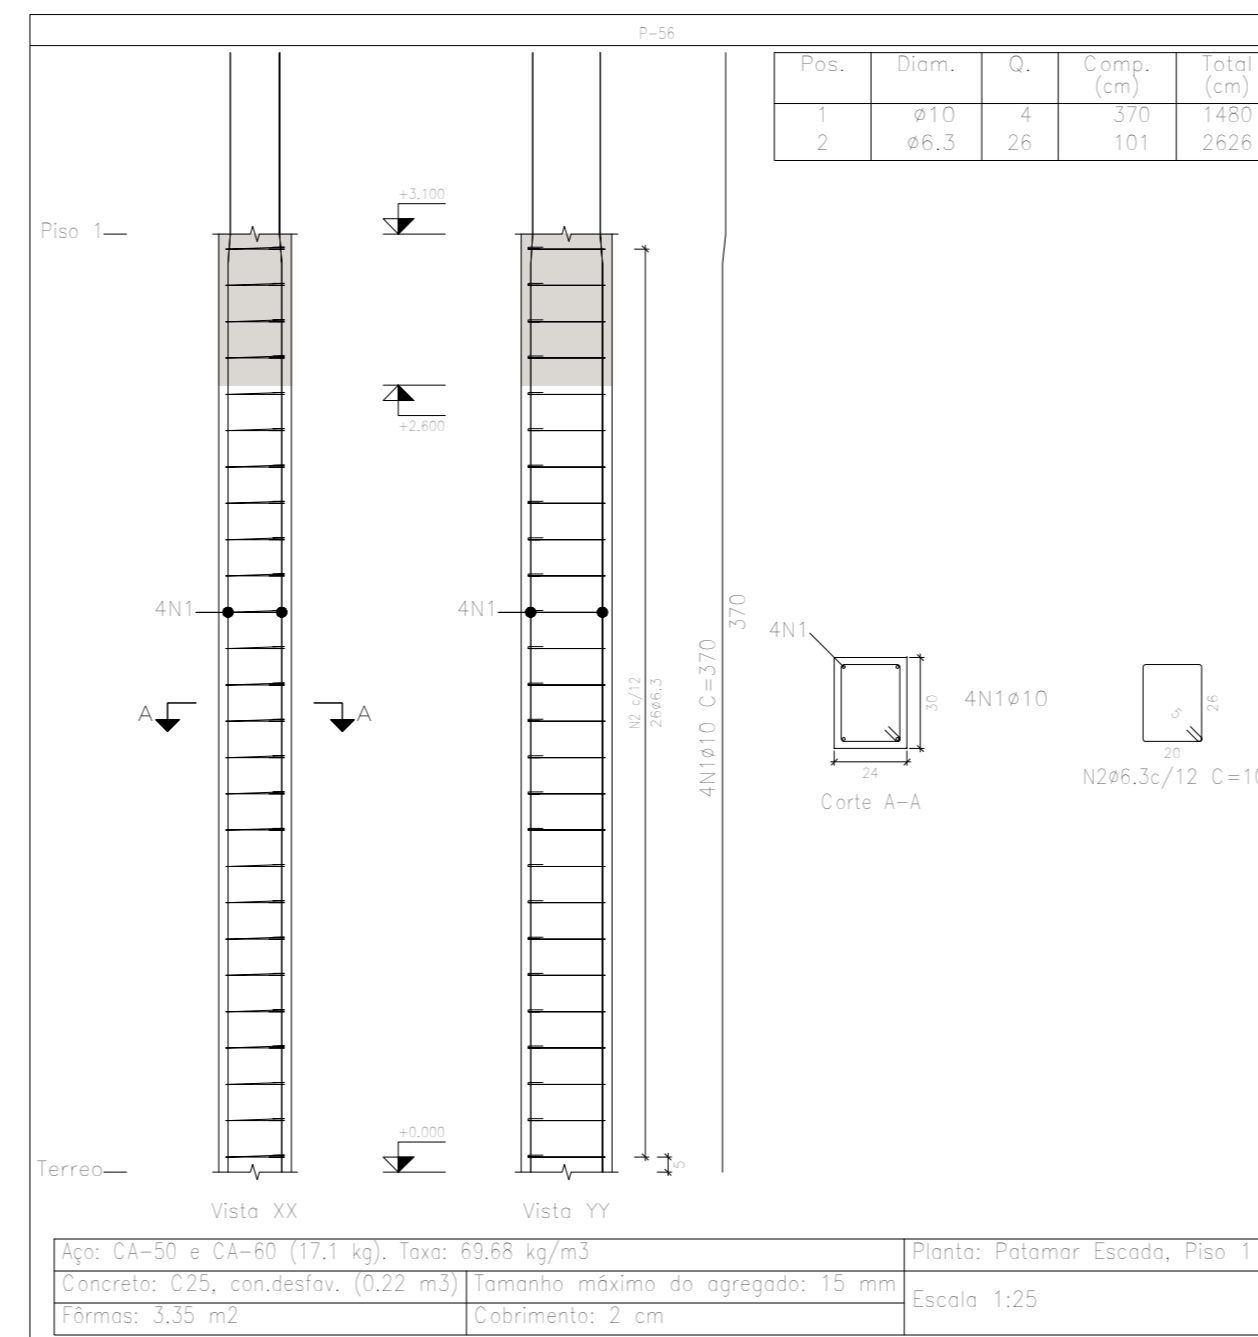 P-56
Pos. Diam. Q. Comp. (cm) Total (cm)
1 ø10 4 370 1480
2 ø6.3 26 101 2626
+3.100
Piso 1
+2.600
4N1
4N1
A
A
N2 c/12
26ø6.3
4N1ø10 C=370
370
4N1
30
24
Corte A-A
4N1ø10
5
26
20
N2ø6.3c/12 C=10
+0.000
Terreo
5
Vista XX
Vista YY
Aço: CA-50 e CA-60 (17.1 kg). Taxa: 69.68 kg/m3
Planta: Patamar Escada, Piso 1
Concreto: C25, con.desfav. (0.22 m3)
Tamanho máximo do agregado: 15 mm
Escala 1:25
Fôrmas: 3.35 m2
Cobrimento: 2 cm